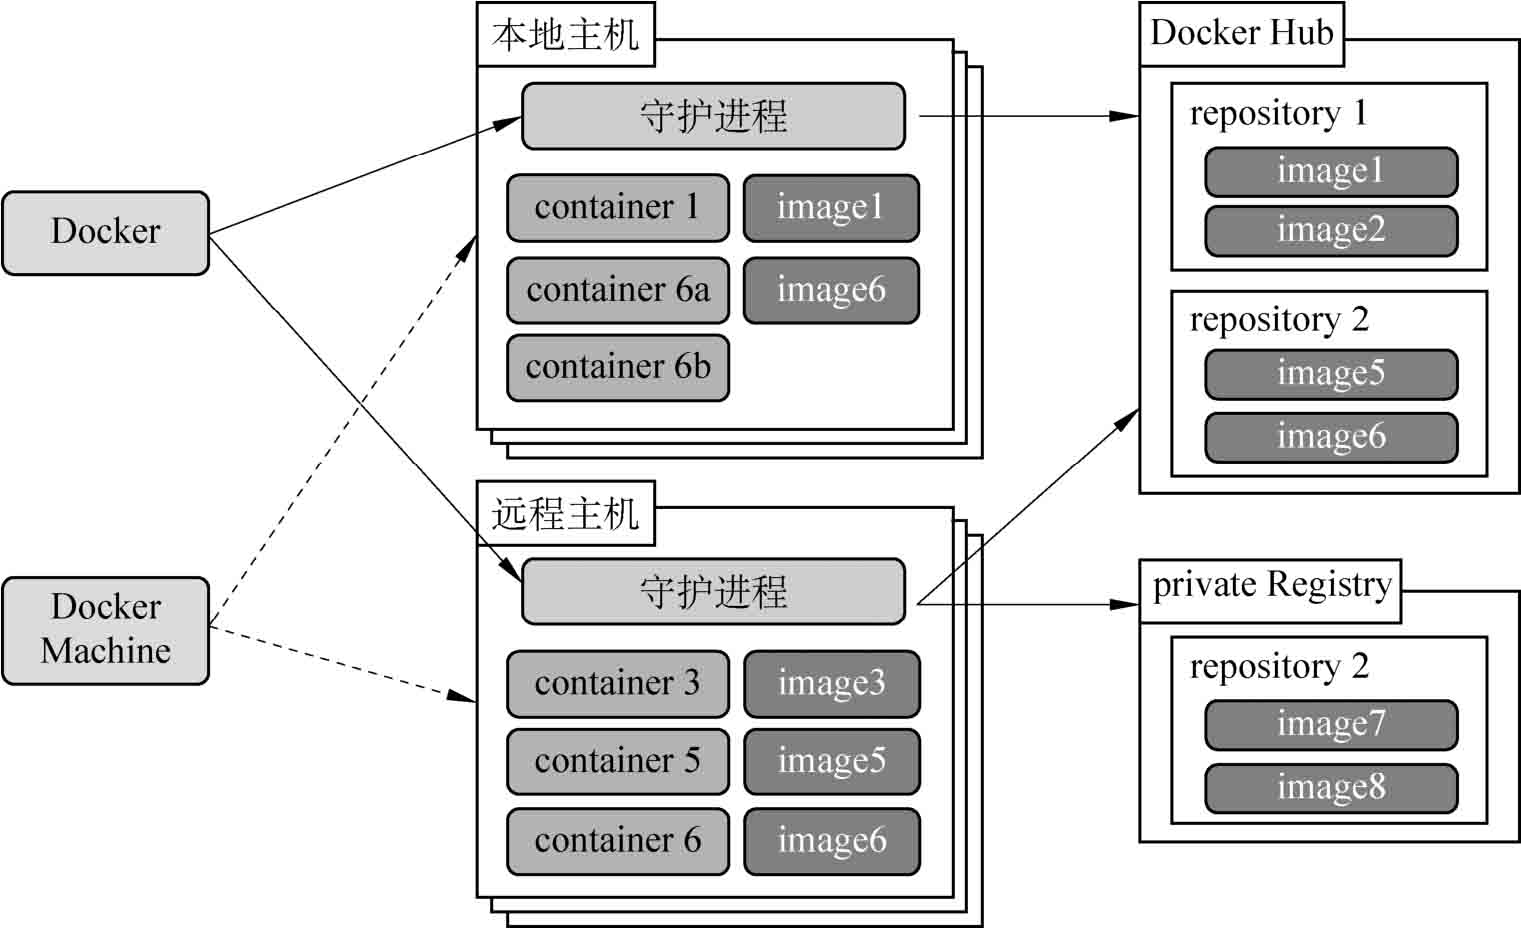 Docker
Docker
Machine
本地主机
守护进程
container 1
image1
container 6a
image6
container 6b
远程主机
守护进程
container 3
image3
container 5
image5
container 6
image6
Docker Hub
repository 1
image1
image2
repository 2
image5
image6
private Registry
repository 2
image7
image8